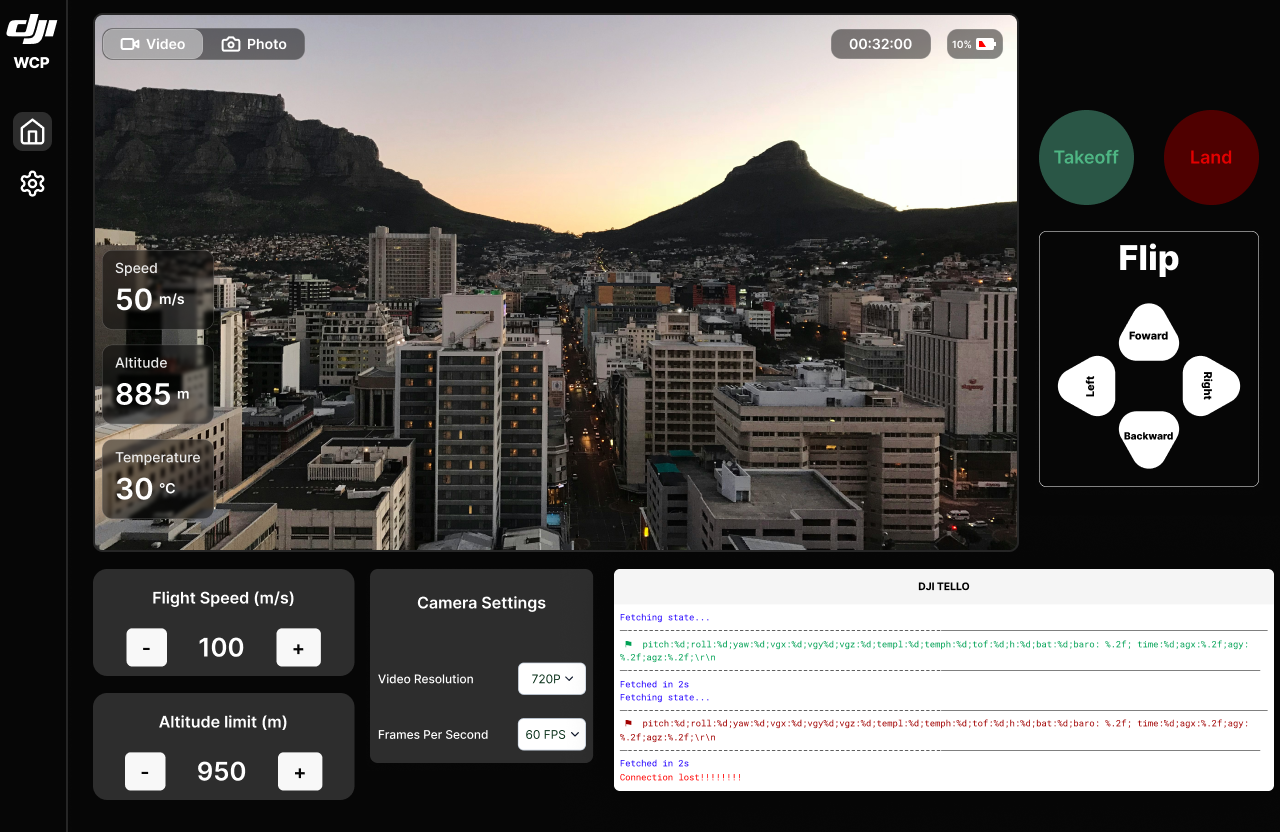 dji
WCP
Video
Photo
00:32:00
10%
Speed
50 m/s
Altitude
885 m
Temperature
30 °C
Takeoff
Land
Flip
Foward
Left
Right
Backward
Flight Speed (m/s)
- 100 +
Altitude limit (m)
- 950 +
Camera Settings
Video Resolution 720P
Frames Per Second 60 FPS
DJI TELLO
Fetching state...
pitch:%d;roll:%d;yaw:%d;vgx:%d;vgy%d;vgz:%d;templ:%d;temph:%d;tof:%d;h:%d;bat:%d;baro: %.2f; time:%d;agx:%.2f;agy:
%.2f;agz:%.2f;\r\n
Fetched in 2s
Fetching state...
pitch:%d;roll:%d;yaw:%d;vgx:%d;vgy%d;vgz:%d;templ:%d;temph:%d;tof:%d;h:%d;bat:%d;baro: %.2f; time:%d;agx:%.2f;agy:
%.2f;agz:%.2f;\r\n
Fetched in 2s
Connection lost!!!!!!!!